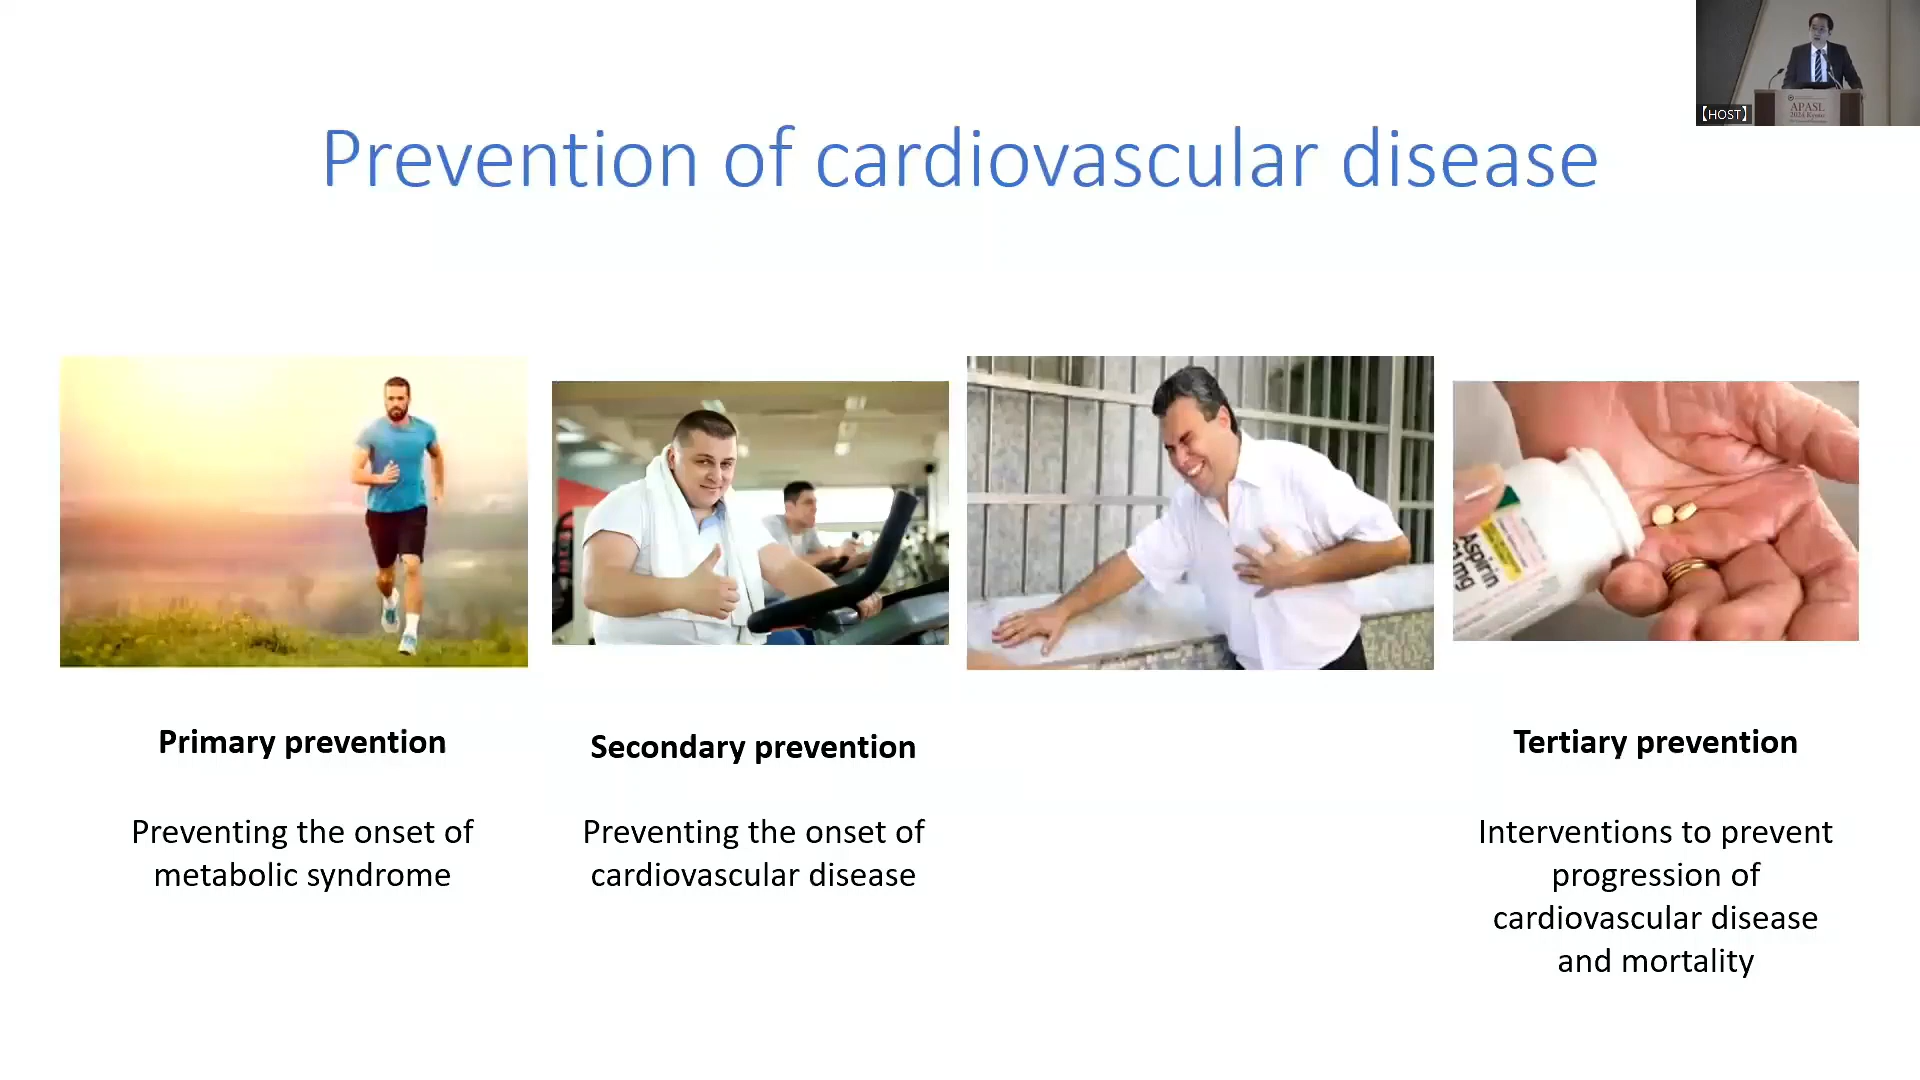 Prevention of cardiovascular disease
【HOST】
APASL
Primary prevention
Preventing the onset of
metabolic syndrome
Secondary prevention
Preventing the onset of
cardiovascular disease
Aspirin
mg
Tertiary prevention
Interventions to prevent
progression of
cardiovascular disease
and mortality